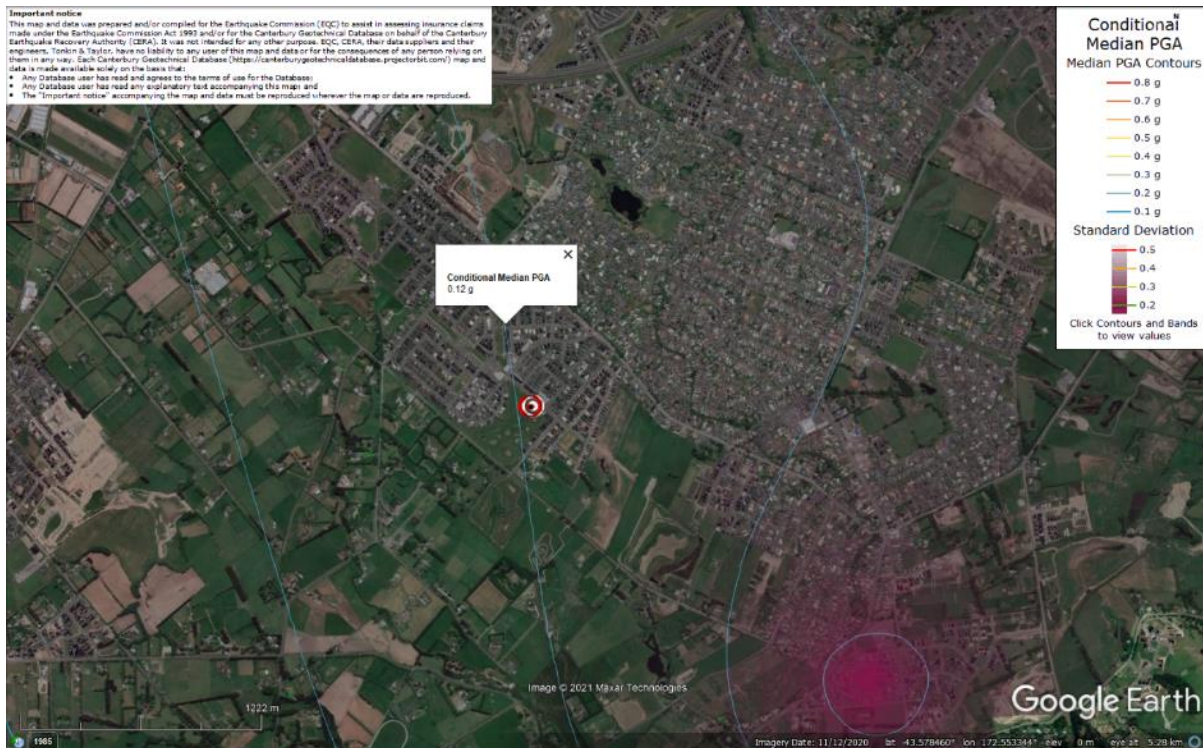 Important notice
This map and data was prepared and/or compiled for the Earthquake Commission (EQC) to assist in assessing insurance claims
made under the Earthquake Commission Act 1993 and/or for the Canterbury Geotechnical Database on behalf of the Canterbury
Earthquake Recovery Authority (CERA). It was not intended for any other purpose. EQC, CERA, their data suppliers and their
engineers, Tonkin & Taylor, have no liability to any user of this map and data or for the consequences of any person relying on
them in any way. Each Canterbury Geotechnical Database (https://canterburygeotechnicaldatabase.projectorbit.com/) map and
data is made available solely on the basis that:
• Any Database user has read and agrees to the terms of use for the Database;
• Any Database user has read any explanatory text accompanying this map; and
• The "Important notice" accompanying the map and data must be reproduced wherever the map or data are reproduced.
N
Conditional
Median PGA
Median PGA Contours
0.8 g
0.7 g
0.6 g
0.5 g
0.4 g
0.3 g
0.2 g
0.1 g
Standard Deviation
0.5
0.4
0.3
0.2
Click Contours and Bands
to view values
Conditional Median PGA
0.12 g
Image © 2021 Maxar Technologies
Google Earth
1222 m
1985
Imagery Date: 11/12/2020 lat -43.578460° lon 172.553344° elev 0 m eye alt 5.28 km